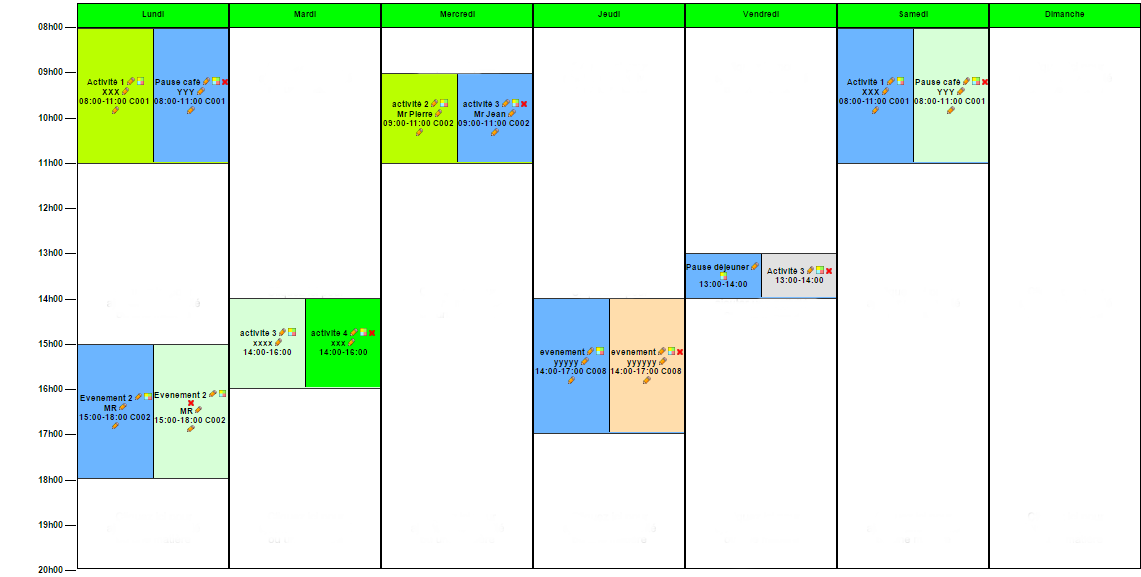 Lundi
Mardi
Mercredi
Jeudi
Vendredi
Samedi
Dimanche
08h00
09h00
10h00
11h00
12h00
13h00
14h00
15h00
16h00
17h00
18h00
19h00
20h00
Activité 1
XXX
08:00-11:00 C001
Pause café
YYY
08:00-11:00 C001
Evenement 2
MR
15:00-18:00 C002
Evenement 2
MR
15:00-18:00 C002
activité 3
xxxx
14:00-16:00
activité 4
xxx
14:00-16:00
activité 2
Mr Pierre
09:00-11:00 C002
activité 3
Mr Jean
09:00-11:00 C002
evenement
yyyyy
14:00-17:00 C008
evenement
yyyyyy
14:00-17:00 C008
Pause déjeuner
13:00-14:00
Activité 3
13:00-14:00
Activité 1
XXX
08:00-11:00 C001
Pause café
YYY
08:00-11:00 C001